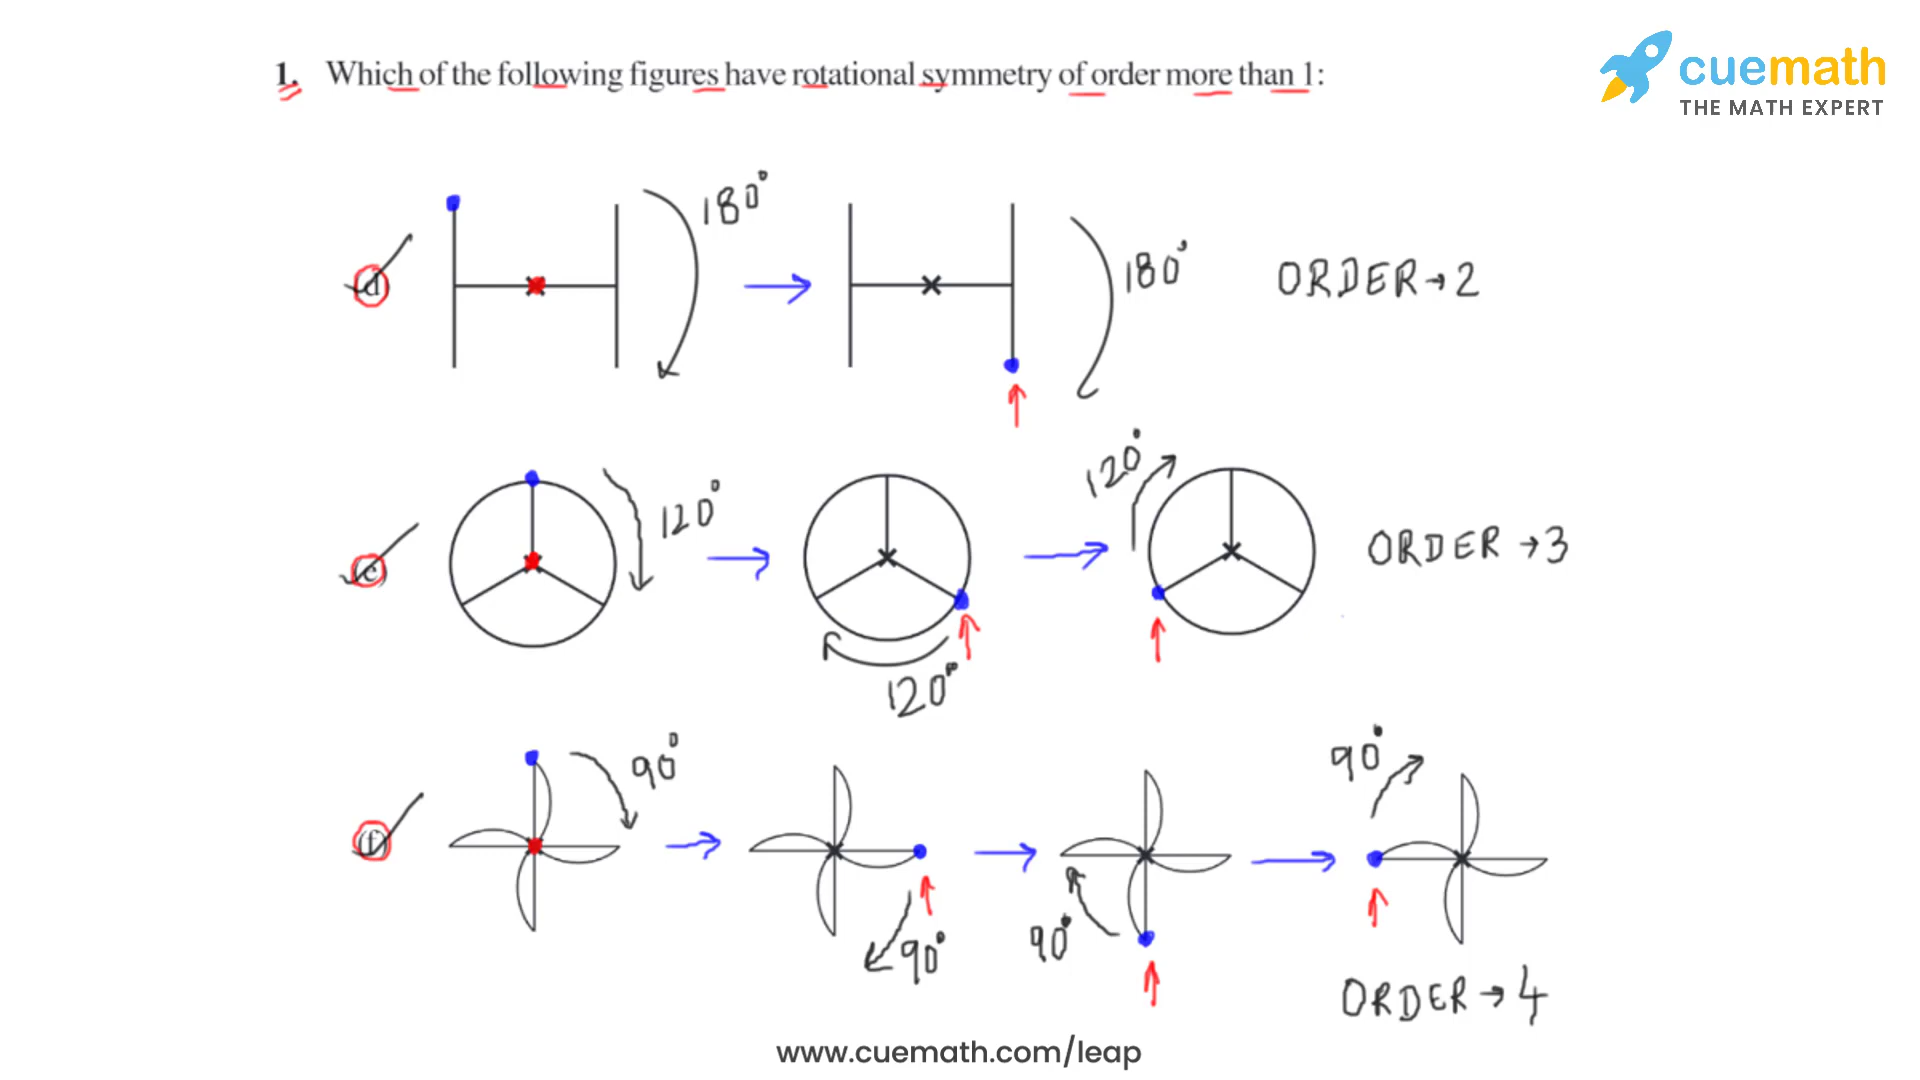 1. Which of the following figures have rotational symmetry of order more than 1:
cuemath
THE MATH EXPERT
(d) 180° 180° ORDER → 2
(e) 120° 120° 120° ORDER → 3
(f) 90° 90° 90° 90°
ORDER → 4
www.cuemath.com/leap